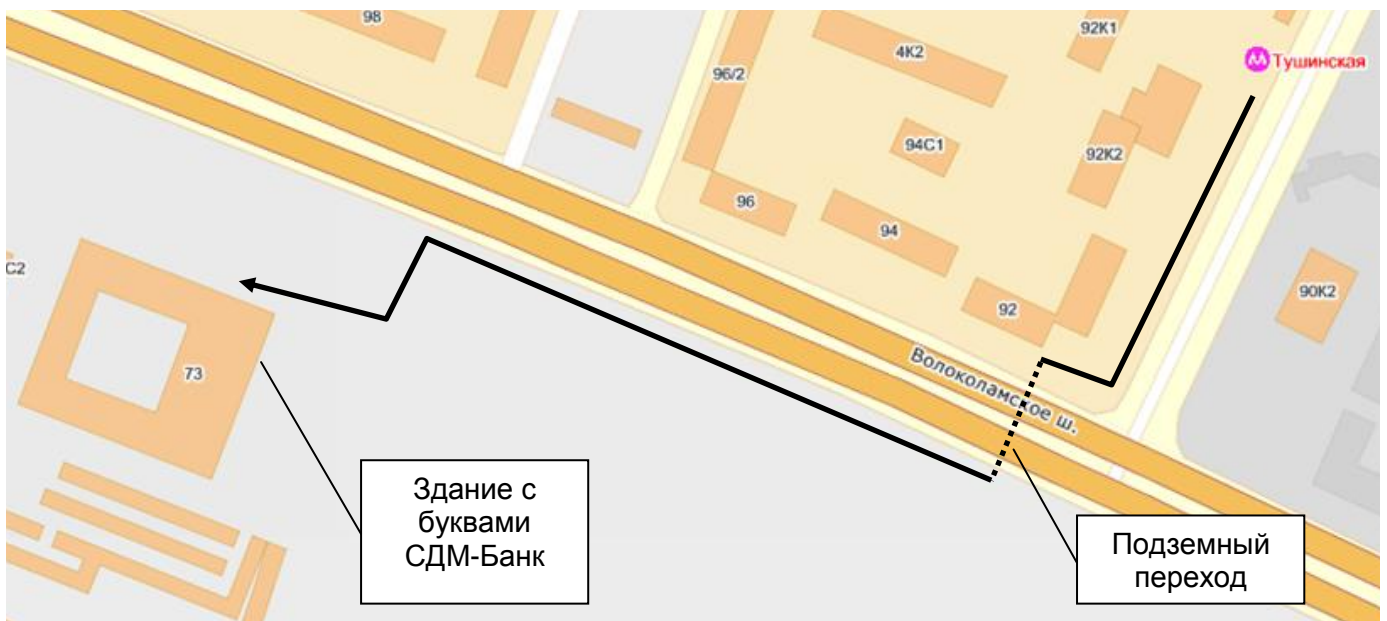 98
92К1
4К2
Тушинская
96/2
94С1
92К2
96
94
С2
90К2
92
Волоколамское ш.
73
Здание с
буквами
СДМ-Банк
Подземный
переход